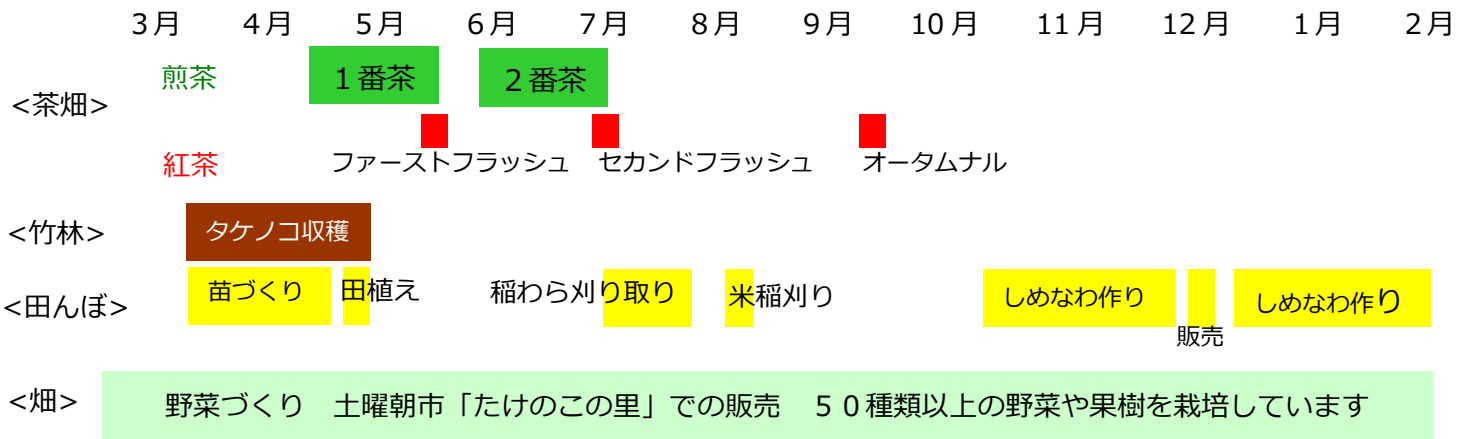 3月 4月 5月 6月 7月 8月 9月 10月 11月 12月 1月 2月
<茶畑>
煎茶 1番茶 2番茶
紅茶 ファーストフラッシュ セカンドフラッシュ オータムナル
<竹林> タケノコ収穫
<田んぼ> 苗づくり 田植え 稲わら刈り取り 米稲刈り しめなわ作り しめなわ作り
販売
<畑> 野菜づくり 土曜朝市「たけのこの里」での販売 50種類以上の野菜や果樹を栽培しています